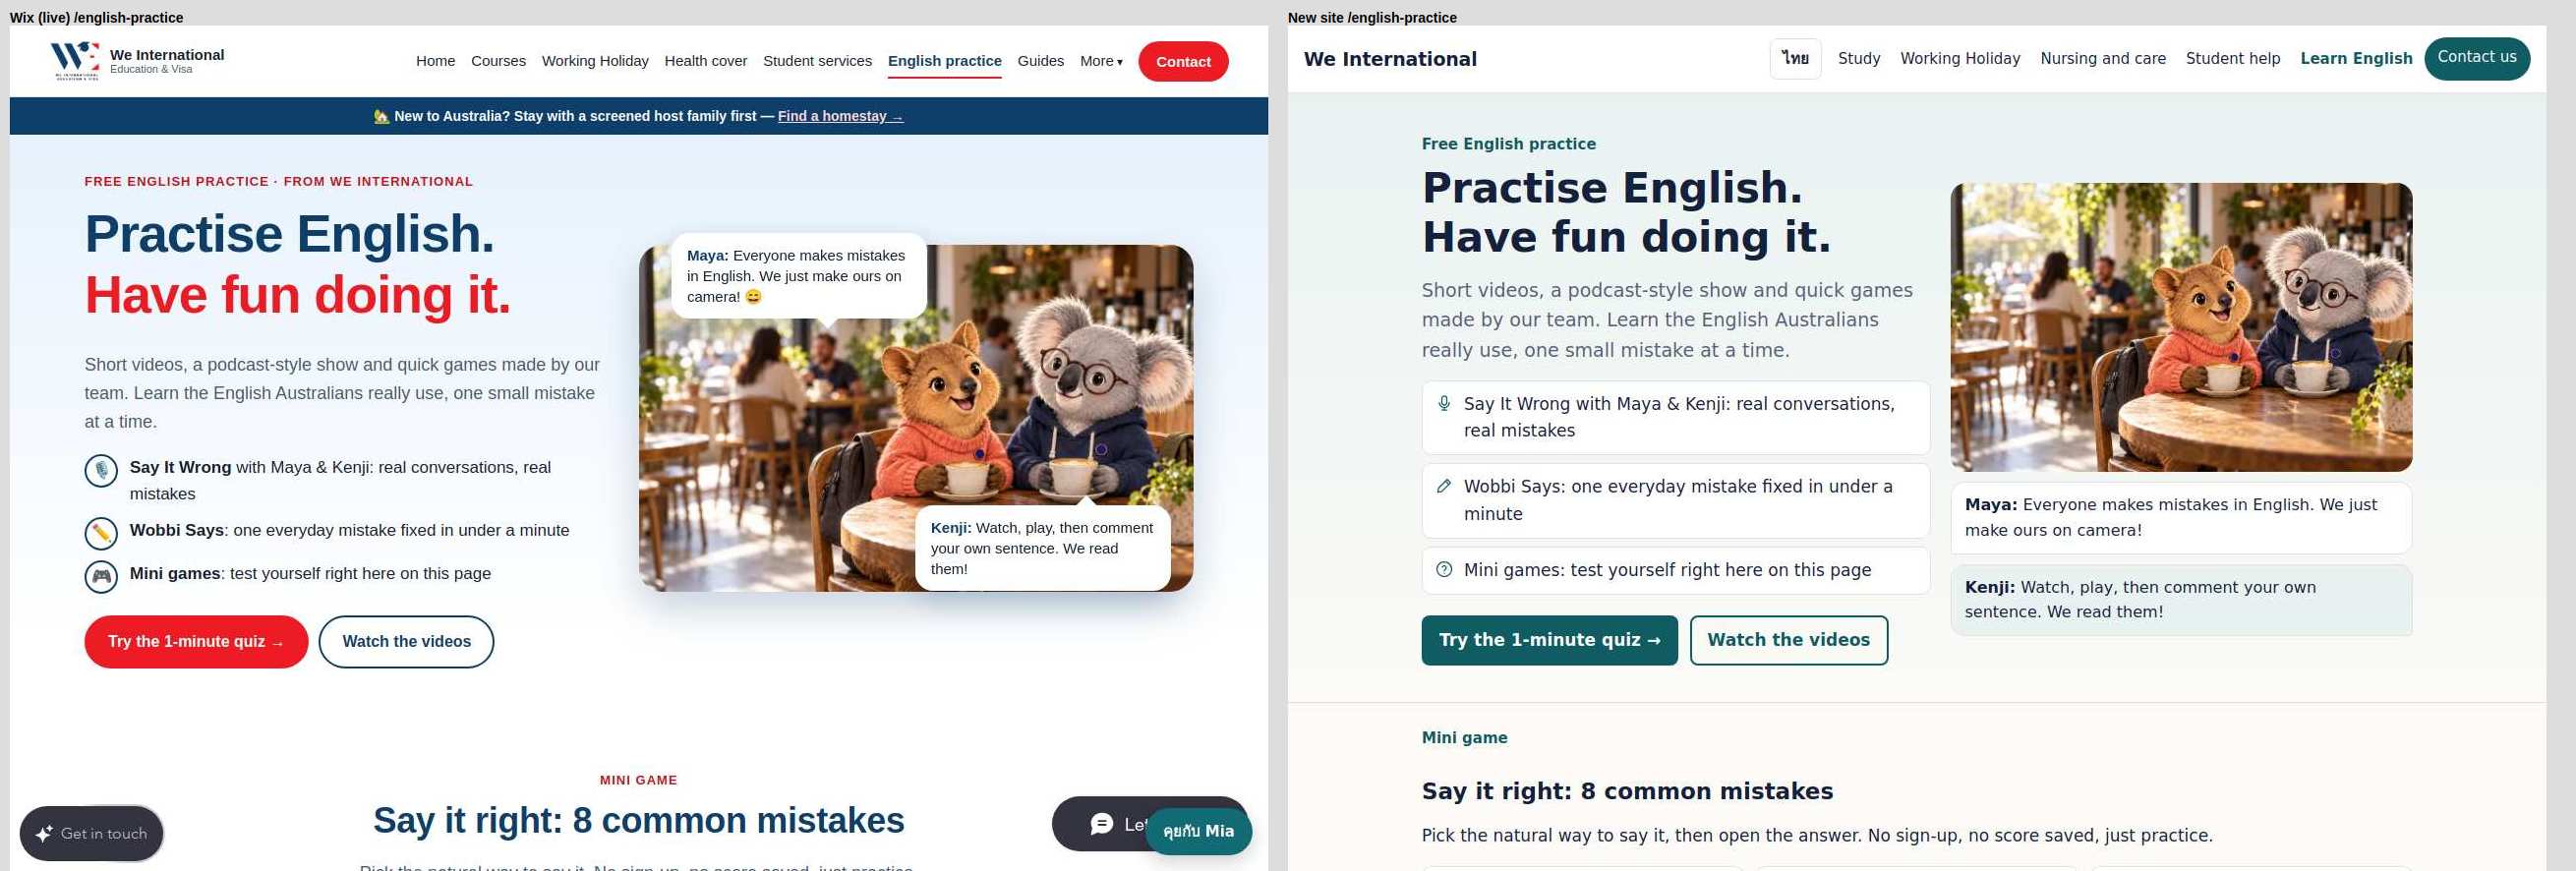 Wix (live) /english-practice
We International
Education & Visa
Home Courses Working Holiday Health cover Student services English practice Guides More ▾ Contact
🏡 New to Australia? Stay with a screened host family first — Find a homestay →
FREE ENGLISH PRACTICE · FROM WE INTERNATIONAL
Practise English.
Have fun doing it.
Short videos, a podcast-style show and quick games made by our
team. Learn the English Australians really use, one small mistake
at a time.
🎙️ Say It Wrong with Maya & Kenji: real conversations, real
mistakes
✏️ Wobbi Says: one everyday mistake fixed in under a minute
🎮 Mini games: test yourself right here on this page
Try the 1-minute quiz → Watch the videos
Maya: Everyone makes mistakes
in English. We just make ours on
camera! 😄
Kenji: Watch, play, then comment
your own sentence. We read
them!
MINI GAME
Say it right: 8 common mistakes
Get in touch
คุยกับ Mia
New site /english-practice
We International
ไทย Study Working Holiday Nursing and care Student help Learn English Contact us
Free English practice
Practise English.
Have fun doing it.
Short videos, a podcast-style show and quick games
made by our team. Learn the English Australians
really use, one small mistake at a time.
Say It Wrong with Maya & Kenji: real conversations,
real mistakes
Wobbi Says: one everyday mistake fixed in under a
minute
Mini games: test yourself right here on this page
Try the 1-minute quiz → Watch the videos
Maya: Everyone makes mistakes in English. We just
make ours on camera!
Kenji: Watch, play, then comment your own
sentence. We read them!
Mini game
Say it right: 8 common mistakes
Pick the natural way to say it, then open the answer. No sign-up, no score saved, just practice.